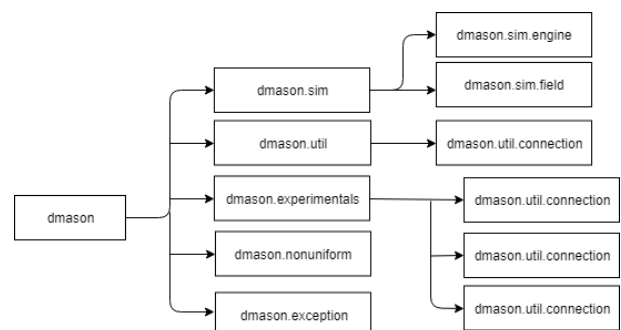 dmason.sim.engine
dmason.sim
dmason.sim.field
dmason.util
dmason.util.connection
dmason
dmason.experimentals
dmason.util.connection
dmason.nonuniform
dmason.util.connection
dmason.exception
dmason.util.connection